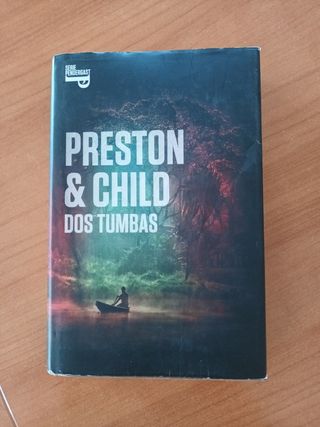 SERIE
PENDERGAST
P
PRESTON
& CHILD
DOS TUMBAS